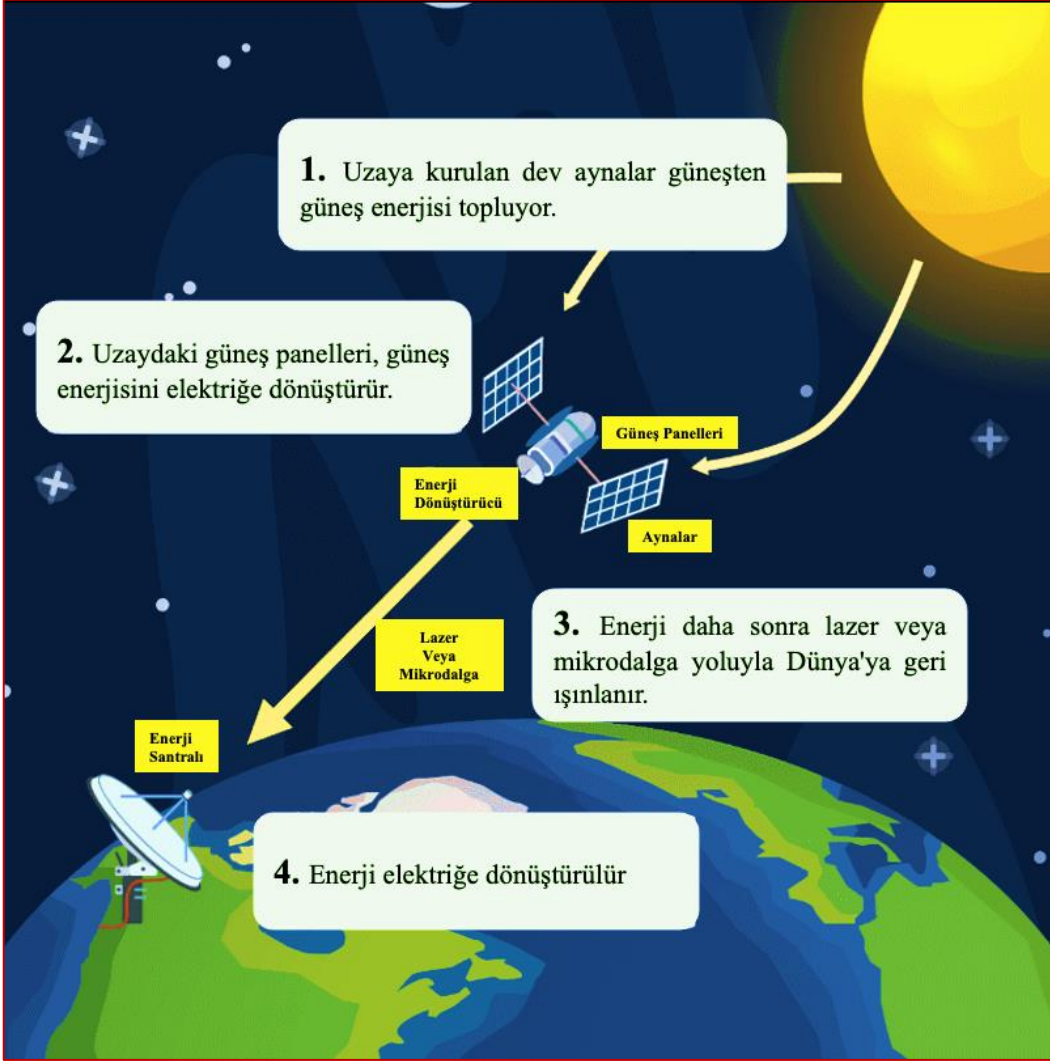 1. Uzaya kurulan dev aynalar güneşten
güneş enerjisi topluyor.
2. Uzaydaki güneş panelleri, güneş
enerjisini elektriğe dönüştürür.
Güneş Panelleri
Enerji
Dönüştürücü
Aynalar
3. Enerji daha sonra lazer veya
mikrodalga yoluyla Dünya'ya geri
ışınlanır.
Lazer
Veya
Mikrodalga
Enerji
Santralı
4. Enerji elektriğe dönüştürülür